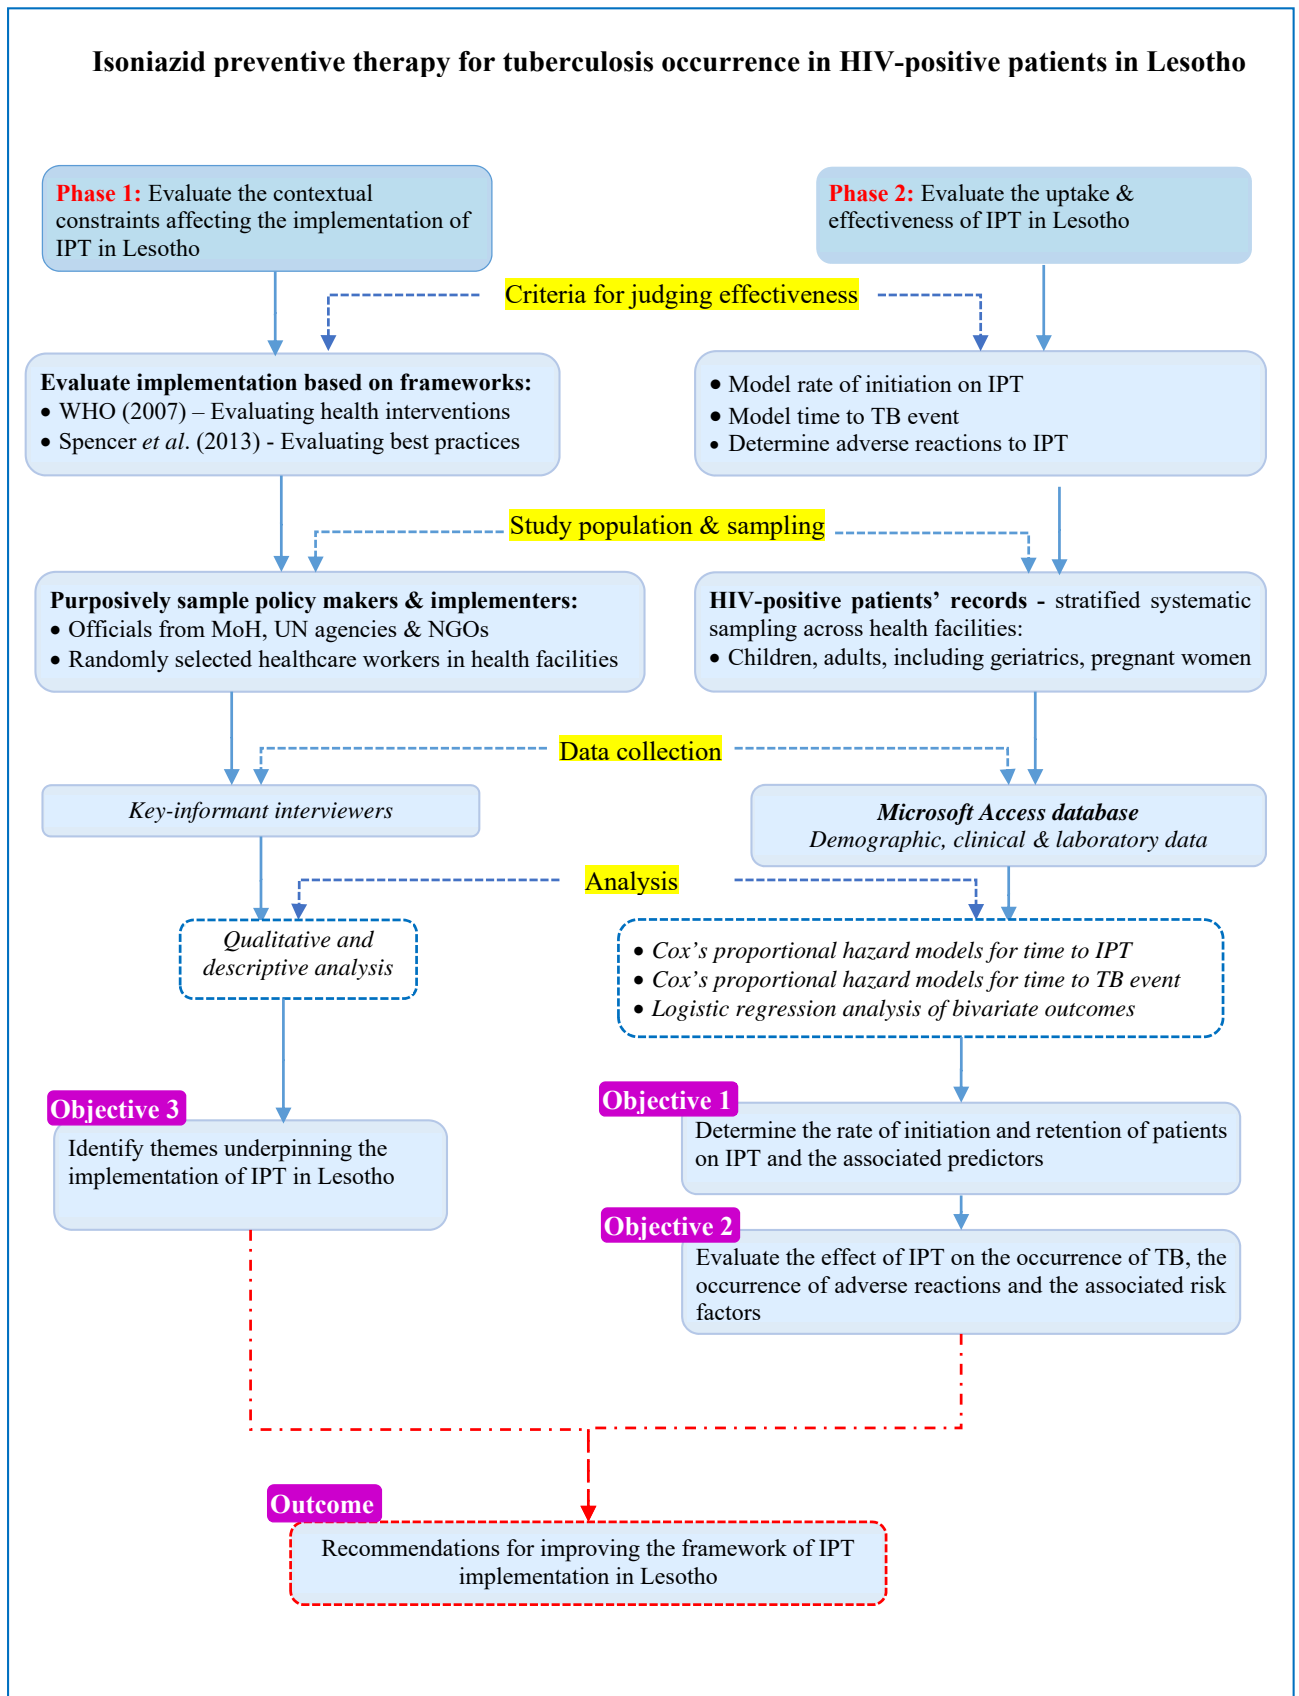 Isoniazid preventive therapy for tuberculosis occurrence in HIV-positive patients in Lesotho
Phase 1: Evaluate the contextual
constraints affecting the implementation of
IPT in Lesotho
Phase 2: Evaluate the uptake &
effectiveness of IPT in Lesotho
Criteria for judging effectiveness
Evaluate implementation based on frameworks:
• WHO (2007) – Evaluating health interventions
• Spencer et al. (2013) - Evaluating best practices
• Model rate of initiation on IPT
• Model time to TB event
• Determine adverse reactions to IPT
Study population & sampling
Purposively sample policy makers & implementers:
• Officials from MoH, UN agencies & NGOs
• Randomly selected healthcare workers in health facilities
HIV-positive patients’ records - stratified systematic
sampling across health facilities:
• Children, adults, including geriatrics, pregnant women
Data collection
Key-informant interviewers
Microsoft Access database
Demographic, clinical & laboratory data
Analysis
Qualitative and
descriptive analysis
• Cox’s proportional hazard models for time to IPT
• Cox’s proportional hazard models for time to TB event
• Logistic regression analysis of bivariate outcomes
Objective 3
Identify themes underpinning the
implementation of IPT in Lesotho
Objective 1
Determine the rate of initiation and retention of patients
on IPT and the associated predictors
Objective 2
Evaluate the effect of IPT on the occurrence of TB, the
occurrence of adverse reactions and the associated risk
factors
Outcome
Recommendations for improving the framework of IPT
implementation in Lesotho